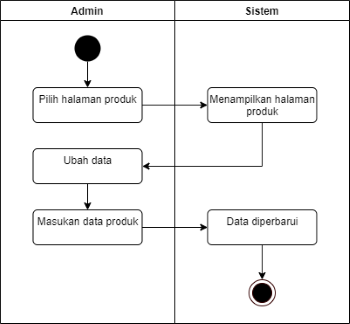 Admin
Sistem
Pilih halaman produk
Menampilkan halaman
produk
Ubah data
Masukan data produk
Data diperbarui